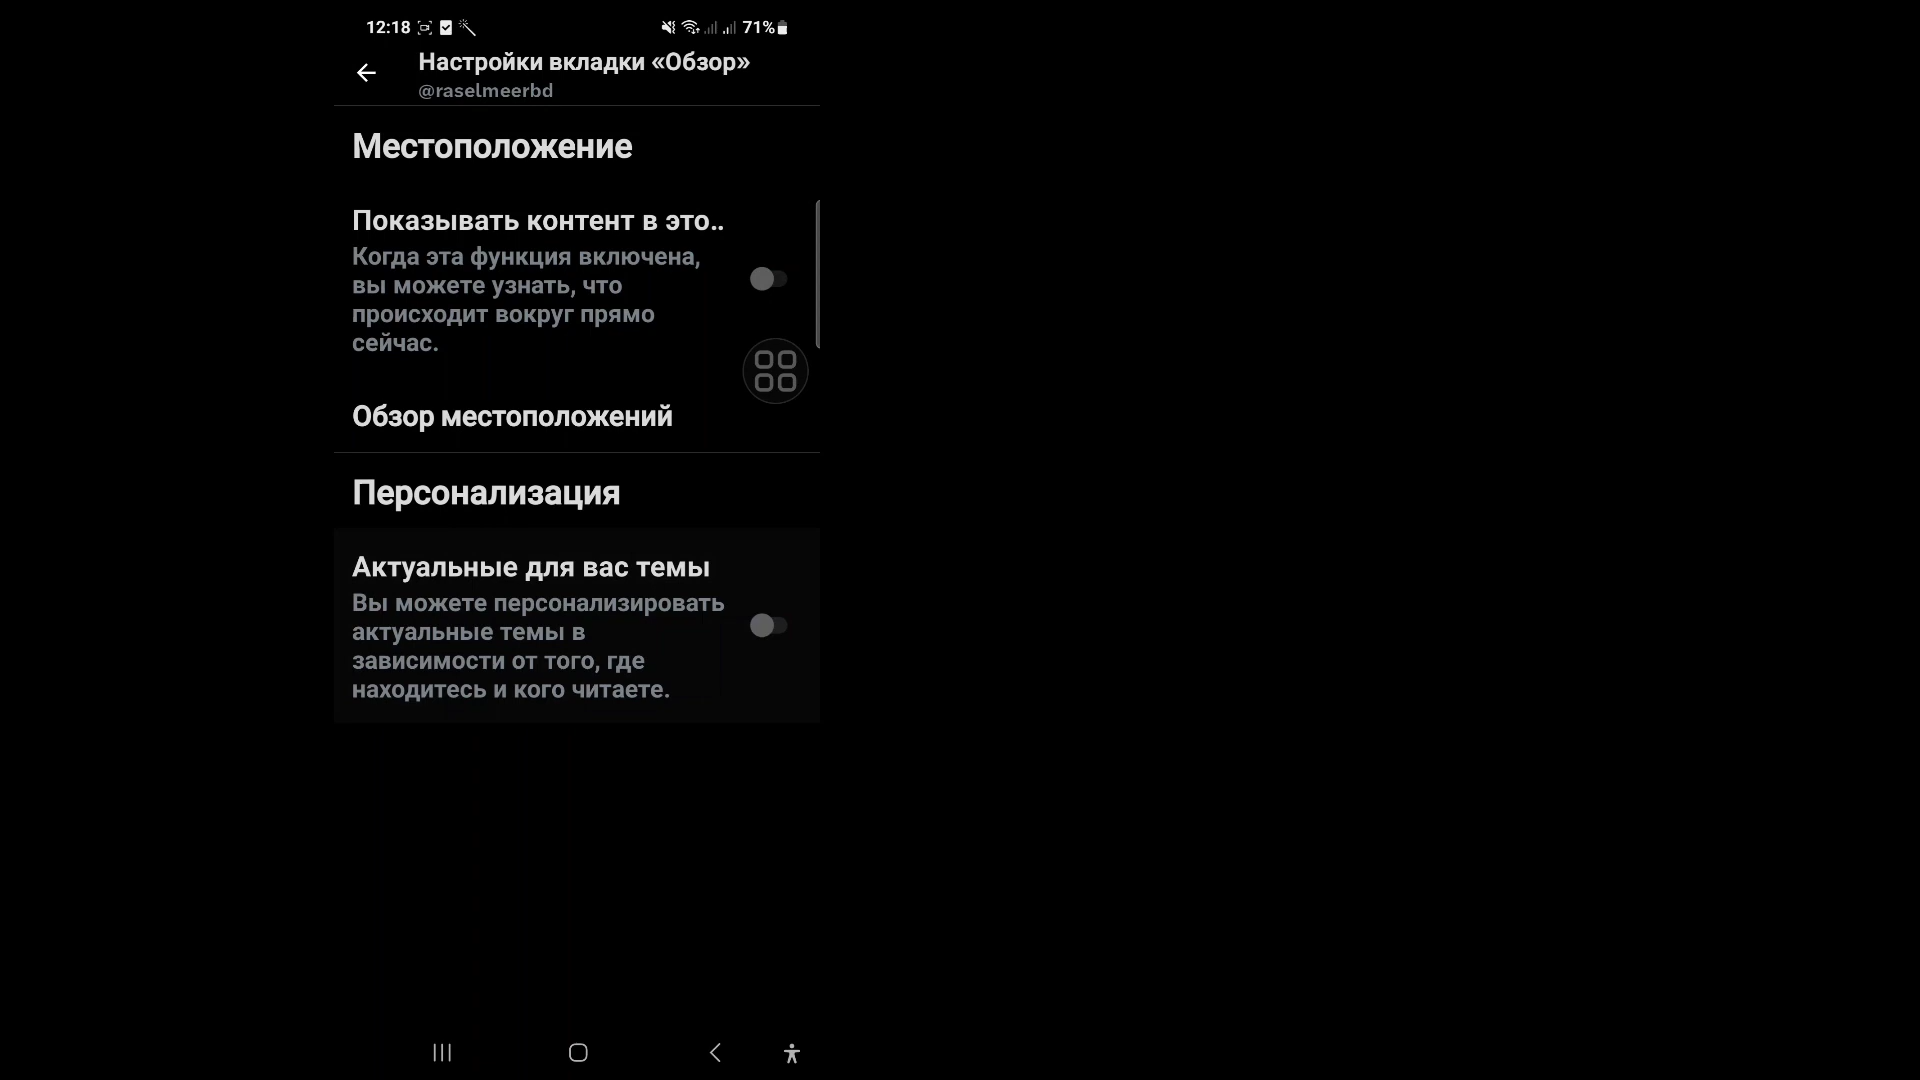 12:18
71%
Настройки вкладки «Обзор»
@raselmeerbd
Местоположение
Показывать контент в это..
Когда эта функция включена,
вы можете узнать, что
происходит вокруг прямо
сейчас.
Обзор местоположений
Персонализация
Актуальные для вас темы
Вы можете персонализировать
актуальные темы в
зависимости от того, где
находитесь и кого читаете.